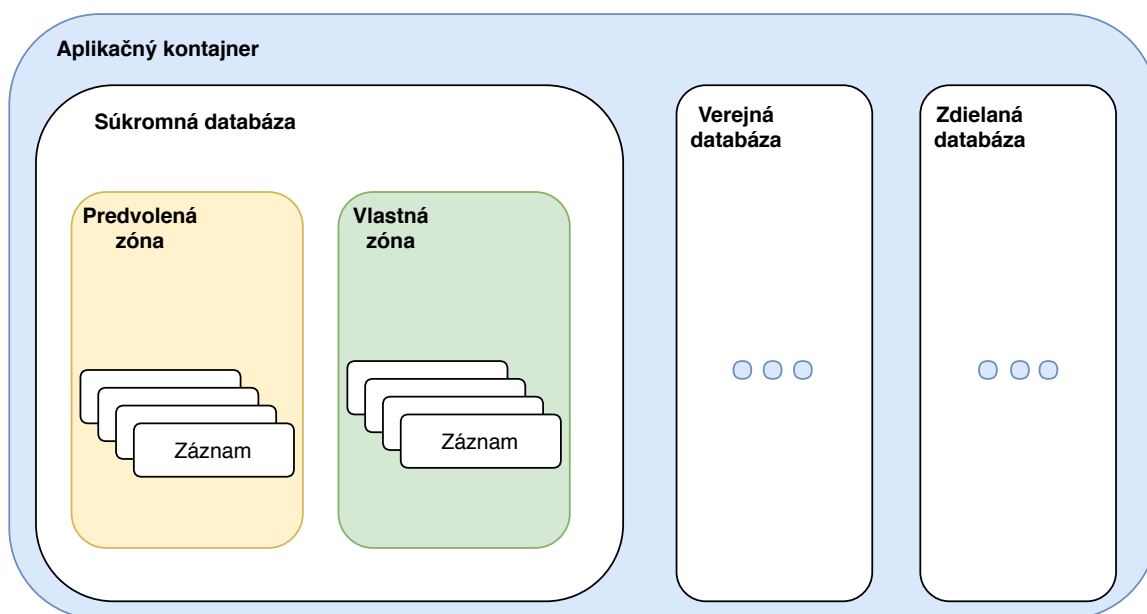 Aplikačný kontajner
Súkromná databáza
Predvolená
zóna
Záznam
Vlastná
zóna
Záznam
Verejná
databáza
Zdielaná
databáza